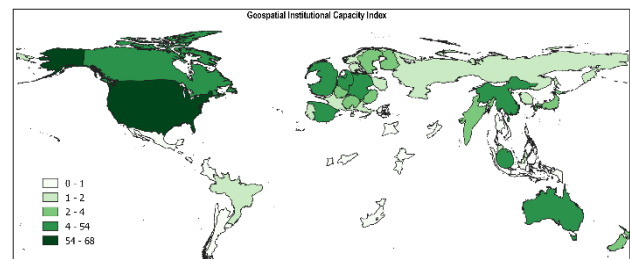 Geospatial Institutional Capacity Index
0 - 1
1 - 2
2 - 4
4 - 54
54 - 68